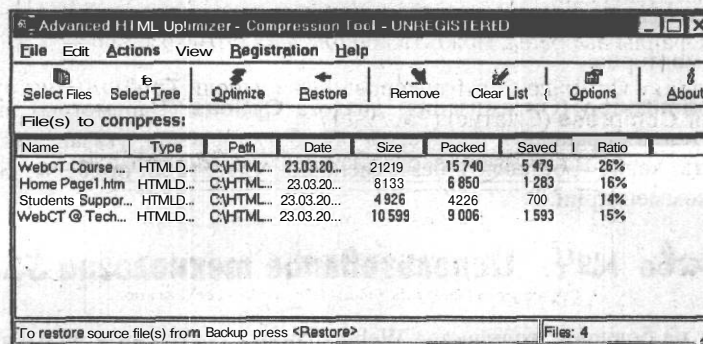 Advanced HTML Uptimizer - Compression Tool - UNREGISTERED
File Edit Actions View Registration Help
Select Files Select Tree Optimize Restore Remove Clear List Options About
File(s) to compress:
Name Type Path Date Size Packed Saved Ratio
WebCT Course ... HTMLD... C:\HTML... 23.03.20... 21219 15 740 5 479 26%
Home Page1.htm HTMLD... C:\HTML... 23.03.20... 8133 6 850 1 283 16%
Students Suppor... HTMLD... C:\HTML... 23.03.20... 4 926 4226 700 14%
WebCT @ Tech... HTMLD... C:\HTML... 23.03.20... 10 599 9 006 1 593 15%
To restore source file(s) from Backup press <Restore> Files: 4